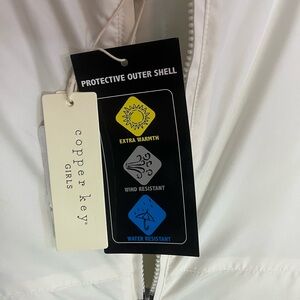 PROTECTIVE OUTER SHELL
EXTRA WARMTH
WIND RESISTANT
WATER RESISTANT
copper key
GIRLS